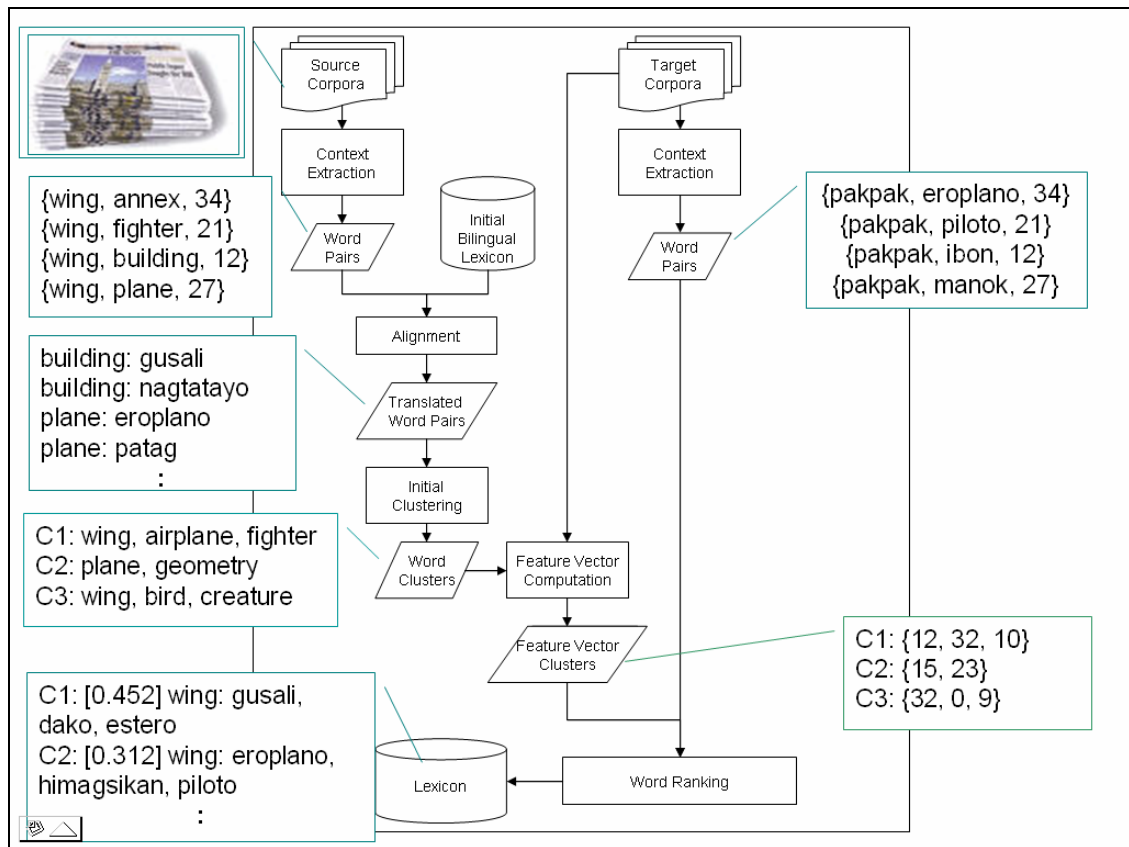 Source
Corpora
Target
Corpora
Context
Extraction
Context
Extraction
{wing, annex, 34}
{wing, fighter, 21}
{wing, building, 12}
{wing, plane, 27}
Word
Pairs
Initial
Bilingual
Lexicon
Word
Pairs
{pakpak, eroplano, 34}
{pakpak, piloto, 21}
{pakpak, ibon, 12}
{pakpak, manok, 27}
Alignment
building: gusali
building: nagtatayo
plane: eroplano
plane: patag
:
Translated
Word Pairs
Initial
Clustering
C1: wing, airplane, fighter
C2: plane, geometry
C3: wing, bird, creature
Word
Clusters
Feature Vector
Computation
Feature Vector
Clusters
C1: {12, 32, 10}
C2: {15, 23}
C3: {32, 0, 9}
C1: [0.452] wing: gusali,
dako, estero
C2: [0.312] wing: eroplano,
himagsikan, piloto
:
Lexicon
Word Ranking